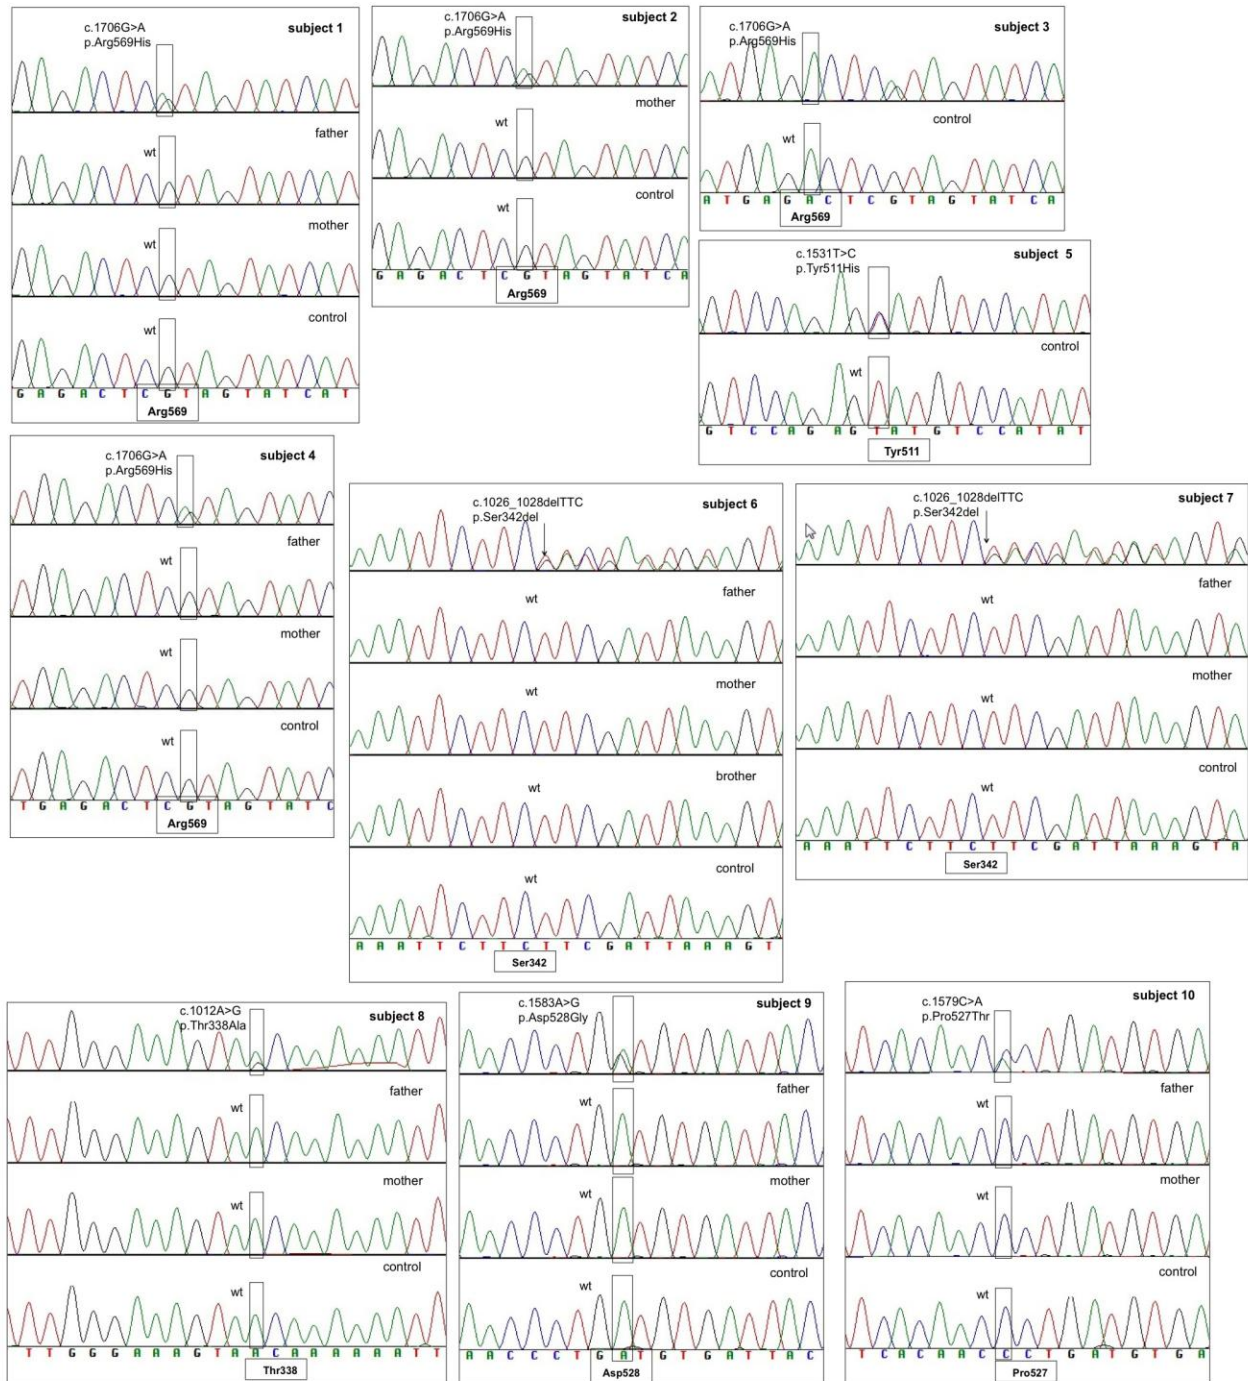 c.1706G>A
p.Arg569His
subject 1
father
wt
mother
wt
control
wt
G A G A C T C G T A G T A T C A T
Arg569
c.1706G>A
p.Arg569His
subject 2
mother
wt
control
wt
G A G A C T C G T A G T A T C A
Arg569
c.1706G>A
p.Arg569His
subject 3
control
wt
A T G A G A C T C G T A G T A T C A
Arg569
c.1531T>C
p.Tyr511His
subject 5
control
wt
G T C C A G A G T A T G T C C A T A T
Tyr511
c.1706G>A
p.Arg569His
subject 4
father
wt
mother
wt
control
wt
T G A G A C T C G T A G T A T C
Arg569
c.1026_1028delTTC
p.Ser342del
subject 6
father
wt
mother
wt
brother
wt
control
wt
A A A T T C T T C T T C G A T T A A A G T
Ser342
c.1026_1028delTTC
p.Ser342del
subject 7
father
wt
mother
wt
control
wt
A A A T T C T T C T T C G A T T A A A G T A
Ser342
c.1012A>G
p.Thr338Ala
subject 8
father
wt
mother
wt
control
wt
T T G G G A A A G T A A C A A A A A A T T
Thr338
c.1583A>G
p.Asp528Gly
subject 9
father
wt
mother
wt
control
wt
A A C C C T G A T G T G A T T A C
Asp528
c.1579C>A
p.Pro527Thr
subject 10
father
wt
mother
wt
control
wt
T C A C A A C C C T G A T G T G A
Pro527